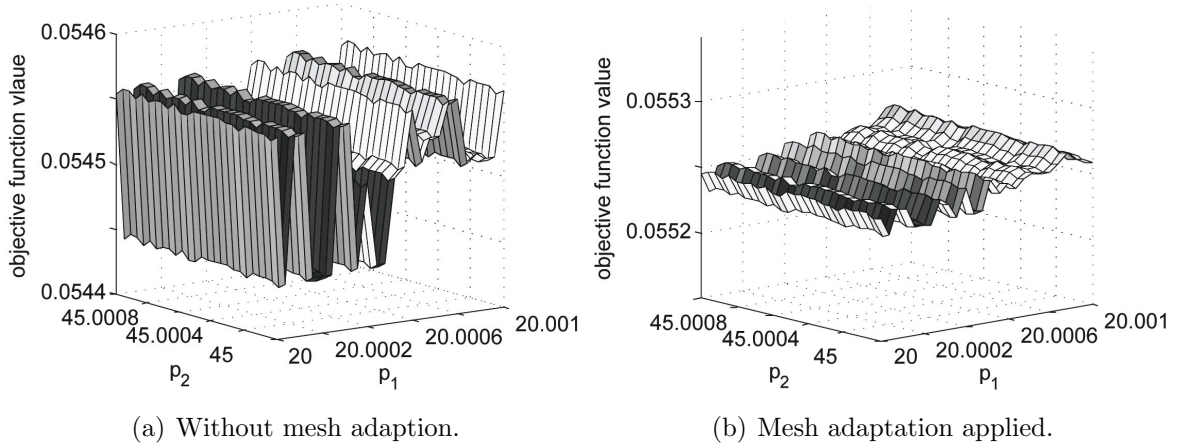 0.0546
0.0545
0.0544
objective function vlaue
45.0008
45.0004
45
p2
20
20.0002
20.0006
20.001
p1
(a) Without mesh adaption.
0.0553
0.0552
objective function value
45.0008
45.0004
45
p2
20
20.0002
20.0006
20.001
p1
(b) Mesh adaptation applied.